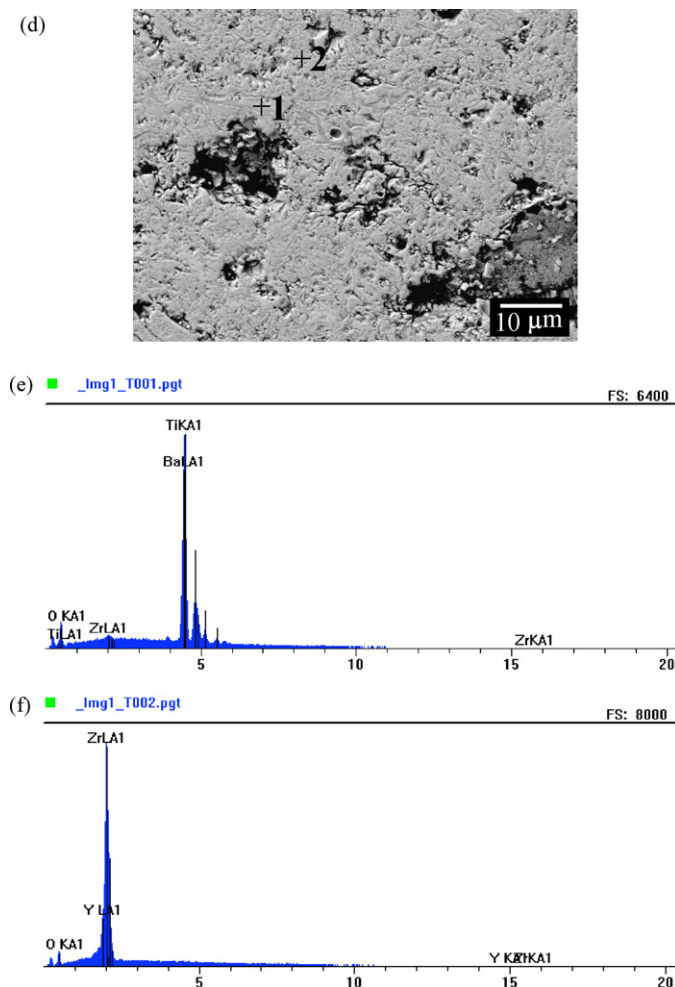 (d)
+2
+1
10 µm
(e) _Img1_T001.pgt
FS: 6400
TiKA1
BaLA1
O KA1
TiLA1 ZrLA1 ZrKA1
5 10 15 20
(f) _Img1_T002.pgt
FS: 8000
ZrLA1
Y LA1
O KA1
5 10 15 20